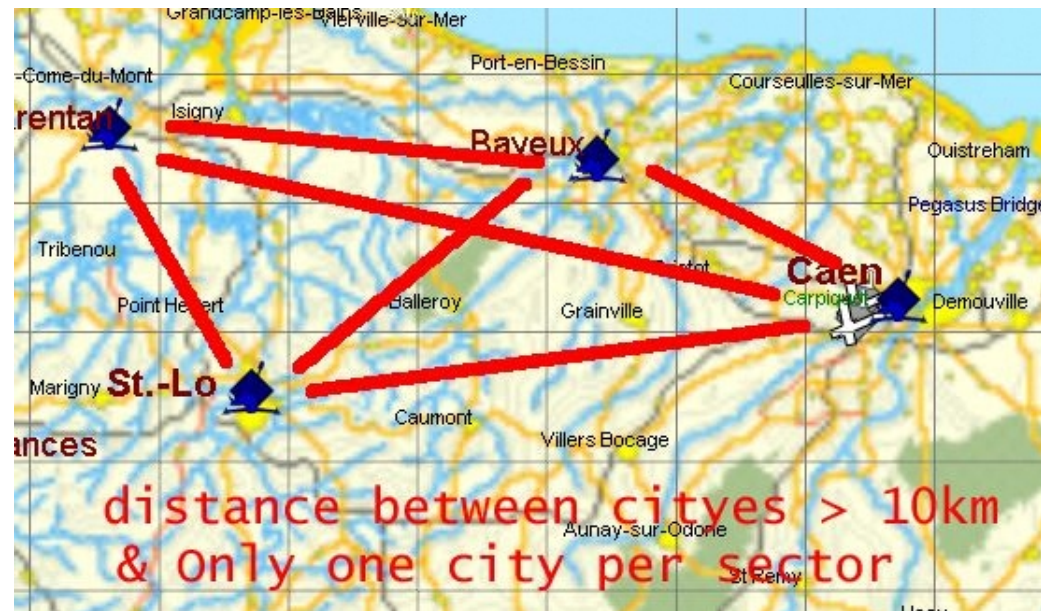 Grandcamp-les-Bains
Vierville-sur-Mer
Port-en-Bessin
-Come-du-Mont
Courseulles-sur-Mer
rentan
Isigny
Bayeux
Ouistreham
Pegasus Bridge
Tribenou
Caen
Carpiquet
Point Hebert
Balleroy
Grainville
Demouville
Marigny
St.-Lo
Caumont
ances
Villers Bocage
distance between cityes > 10km
Aunay-sur-Odone
& Only one city per sector
St Remy